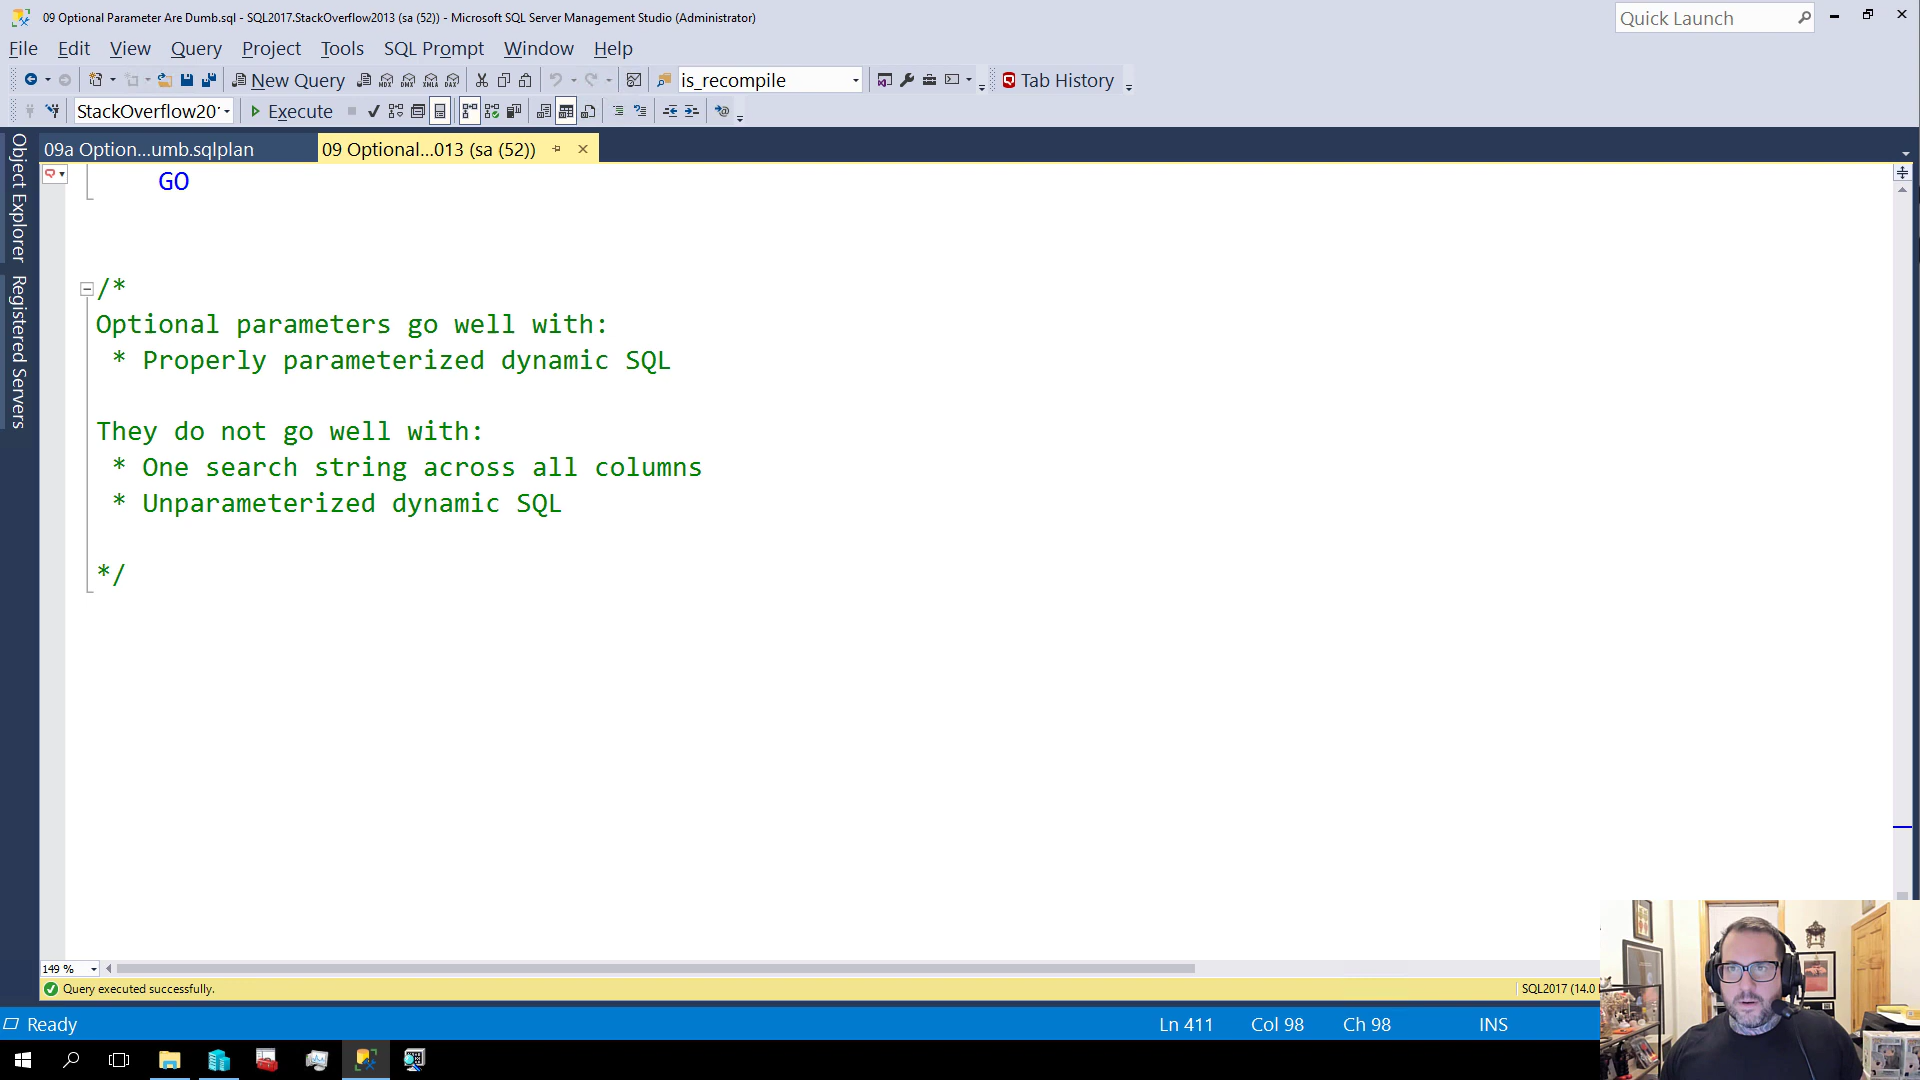 09 Optional Parameter Are Dumb.sql - SQL2017.StackOverflow2013 (sa (52)) - Microsoft SQL Server Management Studio (Administrator)
Quick Launch
File Edit View Query Project Tools SQL Prompt Window Help
New Query
is_recompile
Tab History
StackOverflow201
Execute
09a Option...umb.sqlplan
09 Optional...013 (sa (52))
Object Explorer
Registered Servers
GO
/*
Optional parameters go well with:
* Properly parameterized dynamic SQL
They do not go well with:
* One search string across all columns
* Unparameterized dynamic SQL
*/
149 %
Query executed successfully.
SQL2017 (14.0
Ready
Ln 411
Col 98
Ch 98
INS